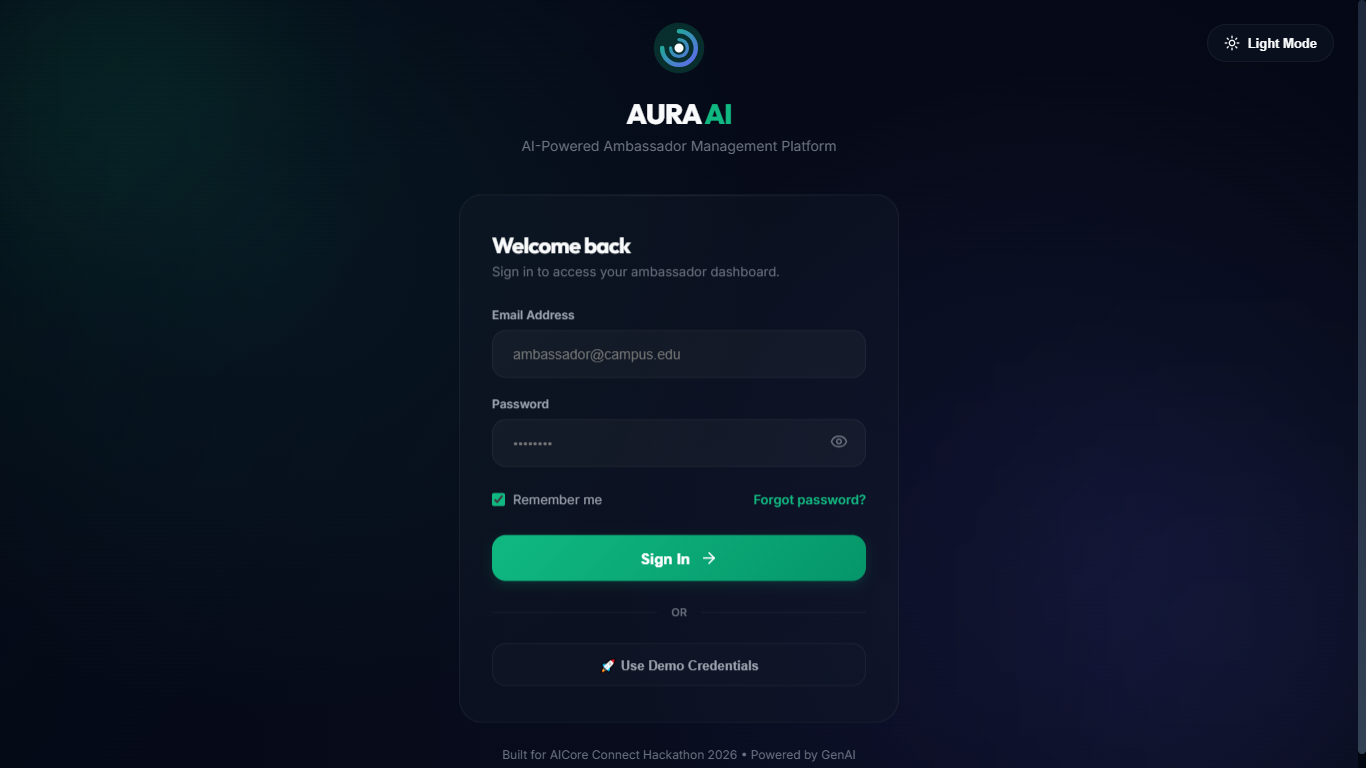 Light Mode
AURA AI
AI-Powered Ambassador Management Platform
Welcome back
Sign in to access your ambassador dashboard.
Email Address
ambassador@campus.edu
Password
••••••••
Remember me
Forgot password?
Sign In →
OR
🚀 Use Demo Credentials
Built for AICore Connect Hackathon 2026 • Powered by GenAI